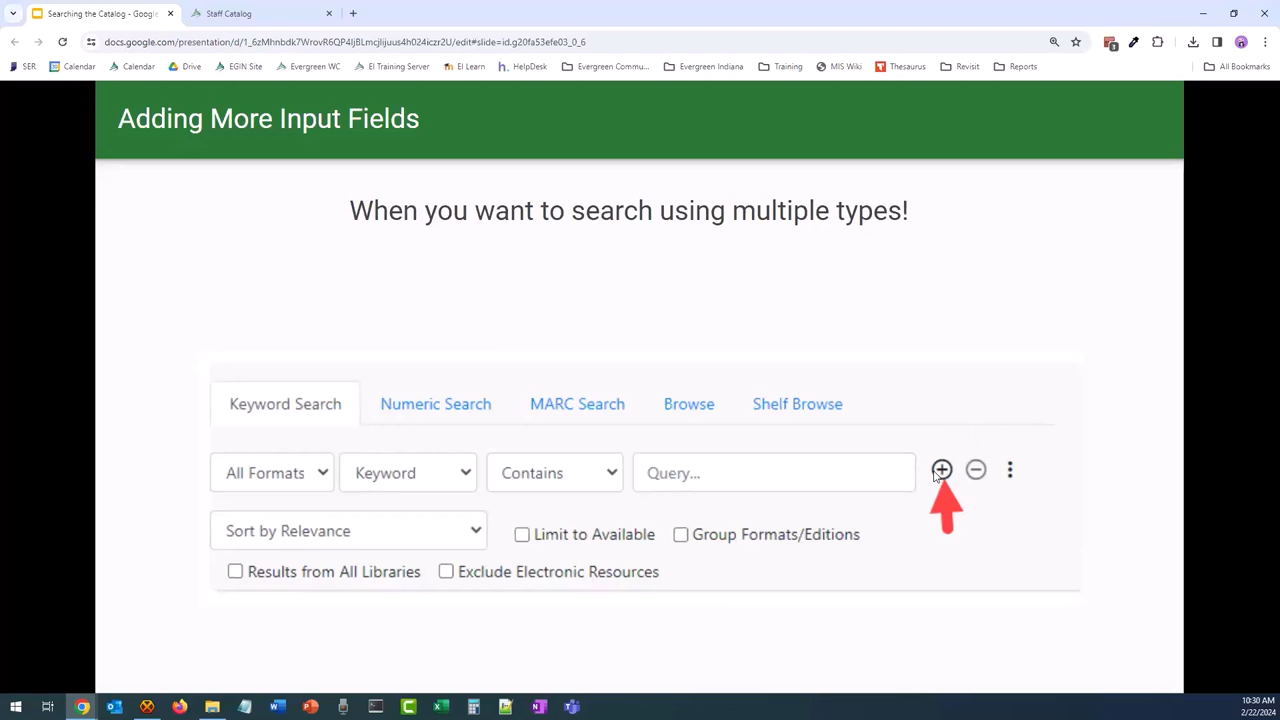 Searching the Catalog - Google
Staff Catalog
docs.google.com/presentation/d/1_6zMhnbdk7WrovR6QP4IjBLmcjIijuus4h024iczr2U/edit#slide=id.g20fa53efe03_0_6
SER
Calendar
Calendar
Drive
EGIN Site
Evergreen WC
EI Training Server
EI Learn
HelpDesk
Evergreen Commu...
Evergreen Indiana
Training
MIS Wiki
Thesaurus
Revisit
Reports
All Bookmarks
Adding More Input Fields
When you want to search using multiple types!
Keyword Search
Numeric Search
MARC Search
Browse
Shelf Browse
All Formats
Keyword
Contains
Query...
Sort by Relevance
Limit to Available
Group Formats/Editions
Results from All Libraries
Exclude Electronic Resources
10:30 AM
2/22/2024